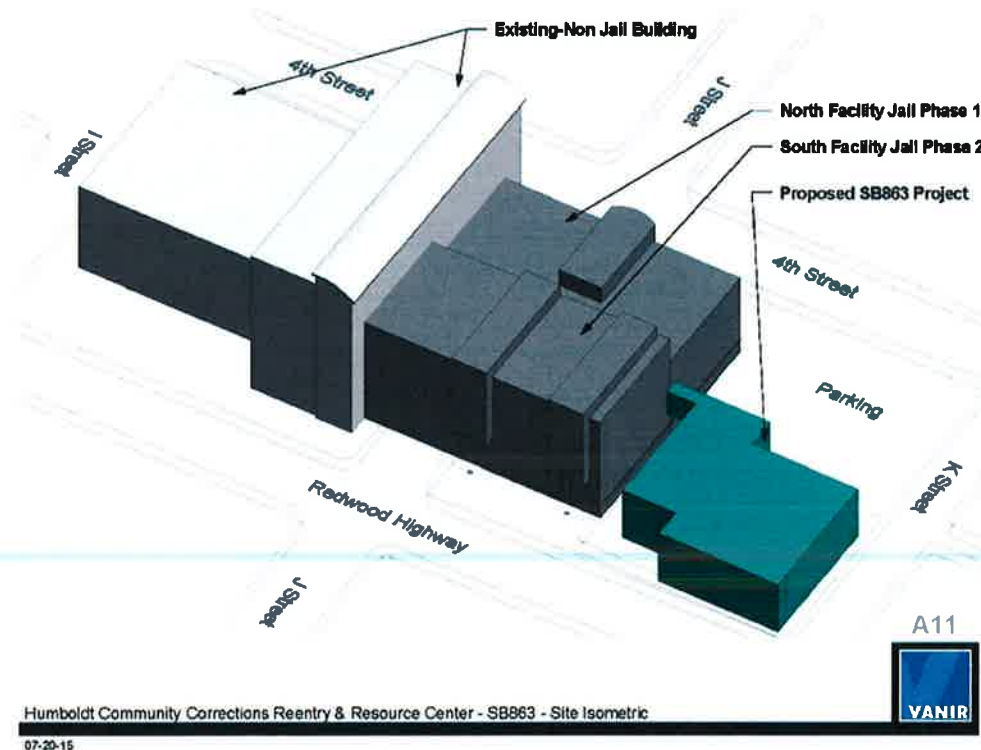 Existing-Non Jail Building
4th Street
J Street
I Street
North Facility Jail Phase 1
South Facility Jail Phase 2
Proposed SB863 Project
4th Street
Parking
K Street
Redwood Highway
J Street
A11
VANIR
Humboldt Community Corrections Reentry & Resource Center - SB863 - Site Isometric
07-20-15